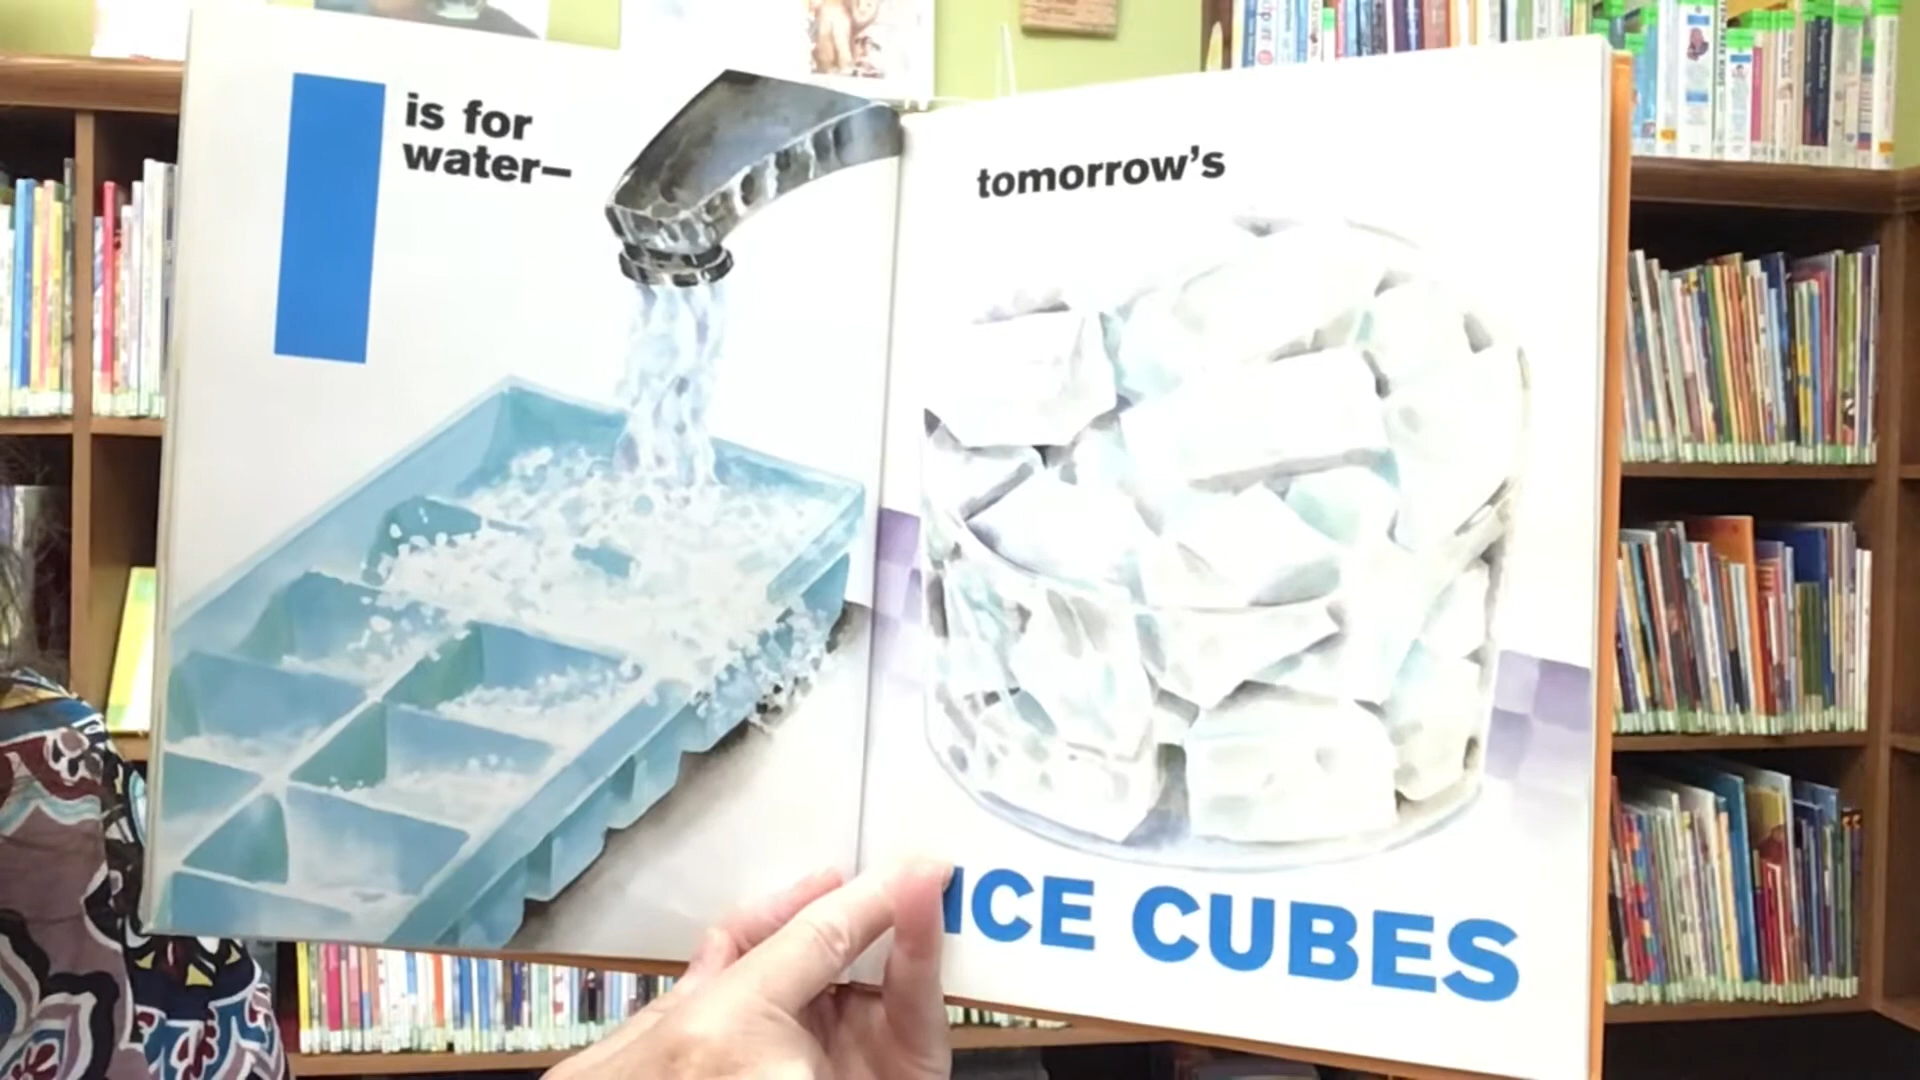 I is for
water—
tomorrow's
ICE CUBES